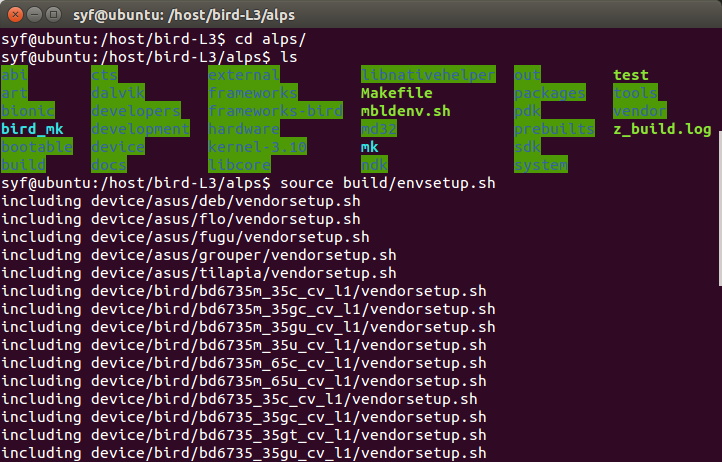 syf@ubuntu: /host/bird-L3/alps
syf@ubuntu:/host/bird-L3$ cd alps/
syf@ubuntu:/host/bird-L3/alps$ ls
abi cts external libnativehelper out test
art dalvik frameworks Makefile packages tools
bionic developers frameworks-bird mbldenv.sh pdk vendor
bird_mk development hardware md32 prebuilts z_build.log
bootable device kernel-3.10 mk sdk
build docs libcore ndk system
syf@ubuntu:/host/bird-L3/alps$ source build/envsetup.sh
including device/asus/deb/vendorsetup.sh
including device/asus/flo/vendorsetup.sh
including device/asus/fugu/vendorsetup.sh
including device/asus/grouper/vendorsetup.sh
including device/asus/tilapia/vendorsetup.sh
including device/bird/bd6735m_35c_cv_l1/vendorsetup.sh
including device/bird/bd6735m_35gc_cv_l1/vendorsetup.sh
including device/bird/bd6735m_35gu_cv_l1/vendorsetup.sh
including device/bird/bd6735m_35u_cv_l1/vendorsetup.sh
including device/bird/bd6735m_65c_cv_l1/vendorsetup.sh
including device/bird/bd6735m_65u_cv_l1/vendorsetup.sh
including device/bird/bd6735_35c_cv_l1/vendorsetup.sh
including device/bird/bd6735_35gc_cv_l1/vendorsetup.sh
including device/bird/bd6735_35gt_cv_l1/vendorsetup.sh
including device/bird/bd6735_35gu_cv_l1/vendorsetup.sh